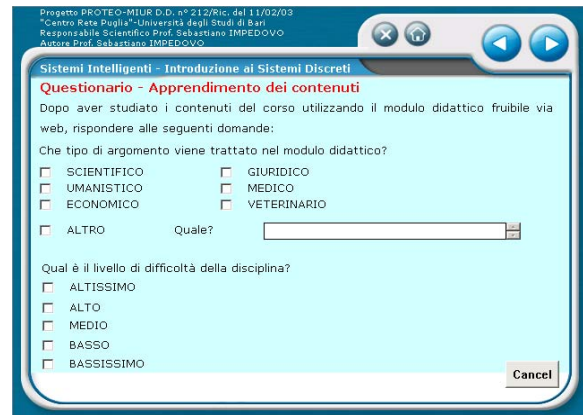 Progetto PROTEO-MIUR D.D. n° 212/Ric. del 11/02/03
"Centro Rete Puglia"-Università degli Studi di Bari
Responsabile Scientifico Prof. Sebastiano IMPEDOVO
Autore Prof. Sebastiano IMPEDOVO
Sistemi Intelligenti - Introduzione ai Sistemi Discreti
Questionario - Apprendimento dei contenuti
Dopo aver studiato i contenuti del corso utilizzando il modulo didattico fruibile via
web, rispondere alle seguenti domande:
Che tipo di argomento viene trattato nel modulo didattico?
SCIENTIFICO GIURIDICO
UMANISTICO MEDICO
ECONOMICO VETERINARIO
ALTRO Quale?
Qual è il livello di difficoltà della disciplina?
ALTISSIMO
ALTO
MEDIO
BASSO
BASSISSIMO
Cancel